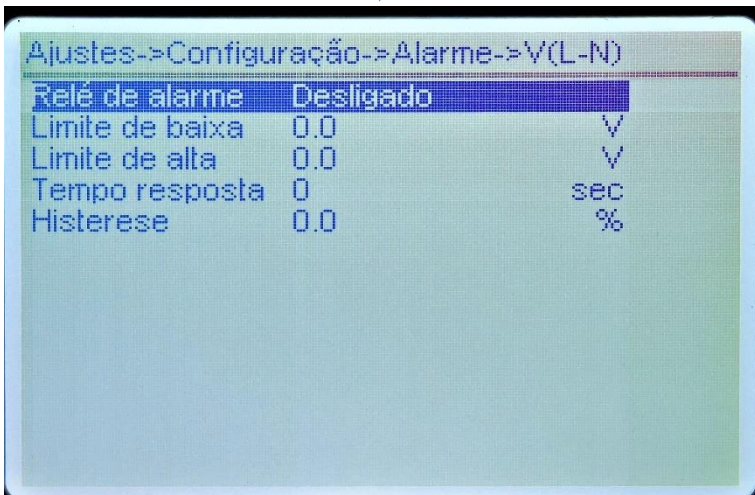 Ajustes->Configuração->Alarme->V(L-N)
Relé de alarme Desligado
Limite de baixa 0.0 V
Limite de alta 0.0 V
Tempo resposta 0 sec
Histerese 0.0 %